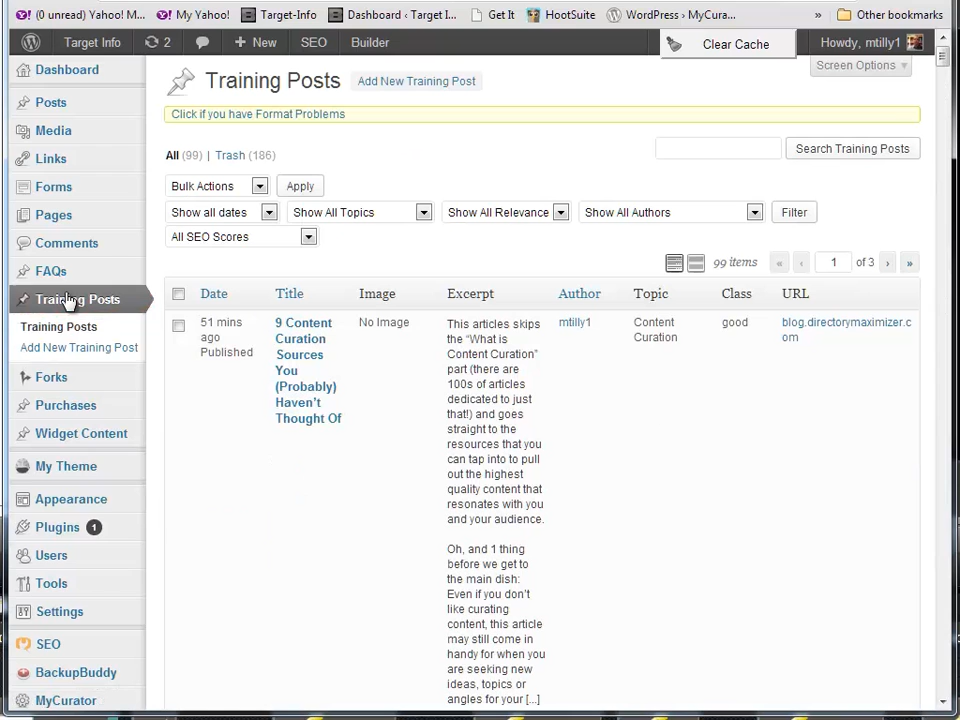 (0 unread) Yahoo! M...
My Yahoo!
Target-Info
Dashboard ‹ Target I...
Get It
HootSuite
WordPress › MyCura...
»
Other bookmarks
Target Info
2
+ New
SEO
Builder
Clear Cache
Howdy, mtilly1
Dashboard
Posts
Media
Links
Forms
Pages
Comments
FAQs
Training Posts
Training Posts
Add New Training Post
Forks
Purchases
Widget Content
My Theme
Appearance
Plugins 1
Users
Tools
Settings
SEO
BackupBuddy
MyCurator
Screen Options
Training Posts
Add New Training Post
Click if you have Format Problems
All (99) | Trash (186)
Search Training Posts
Bulk Actions
Apply
Show all dates
Show All Topics
Show All Relevance
Show All Authors
Filter
All SEO Scores
99 items
«
‹
1
of 3
›
»
Date
Title
Image
Excerpt
Author
Topic
Class
URL
51 mins
ago
Published
9 Content
Curation
Sources
You
(Probably)
Haven't
Thought Of
No Image
This articles skips
the "What is
Content Curation"
part (there are
100s of articles
dedicated to just
that!) and goes
straight to the
resources that you
can tap into to pull
out the highest
quality content that
resonates with you
and your audience.
Oh, and 1 thing
before we get to
the main dish:
Even if you don't
like curating
content, this article
may still come in
handy for when you
are seeking new
ideas, topics or
angles for your [...]
mtilly1
Content
Curation
good
blog.directorymaximizer.c
om